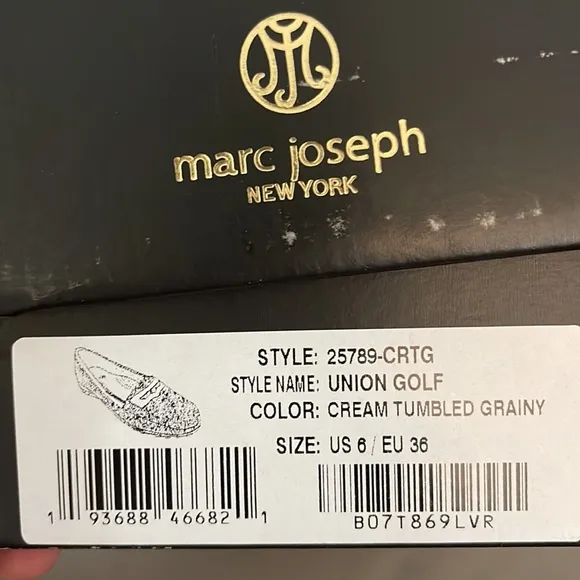 marc joseph
NEW YORK
STYLE: 25789-CRTG
STYLE NAME: UNION GOLF
COLOR: CREAM TUMBLED GRAINY
SIZE: US 6 / EU 36
1 93688 46682 1
B07T869LVR